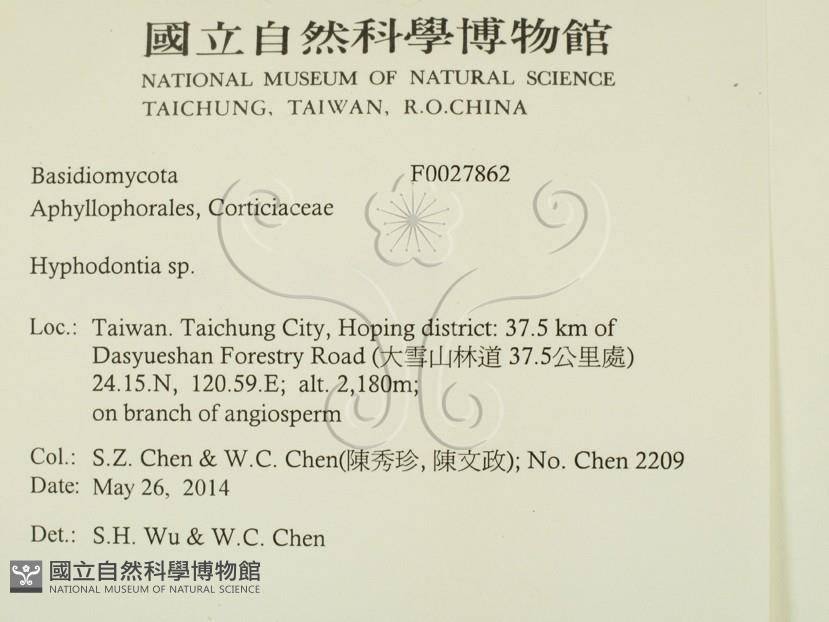 國立自然科學博物館
NATIONAL MUSEUM OF NATURAL SCIENCE
TAICHUNG, TAIWAN, R.O.CHINA
Basidiomycota F0027862
Aphyllophorales, Corticiaceae
Hyphodontia sp.
Loc.: Taiwan. Taichung City, Hoping district: 37.5 km of
Dasyueshan Forestry Road (大雪山林道 37.5公里處)
24.15.N, 120.59.E; alt. 2,180m;
on branch of angiosperm
Col.: S.Z. Chen & W.C. Chen(陳秀珍, 陳文政); No. Chen 2209
Date: May 26, 2014
Det.: S.H. Wu & W.C. Chen
國立自然科學博物館
NATIONAL MUSEUM OF NATURAL SCIENCE